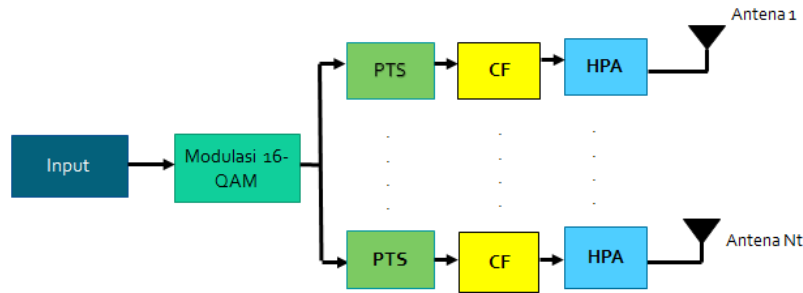 Antena 1
PTS
CF
HPA
Input
Modulasi 16-
QAM
PTS
CF
HPA
Antena Nt